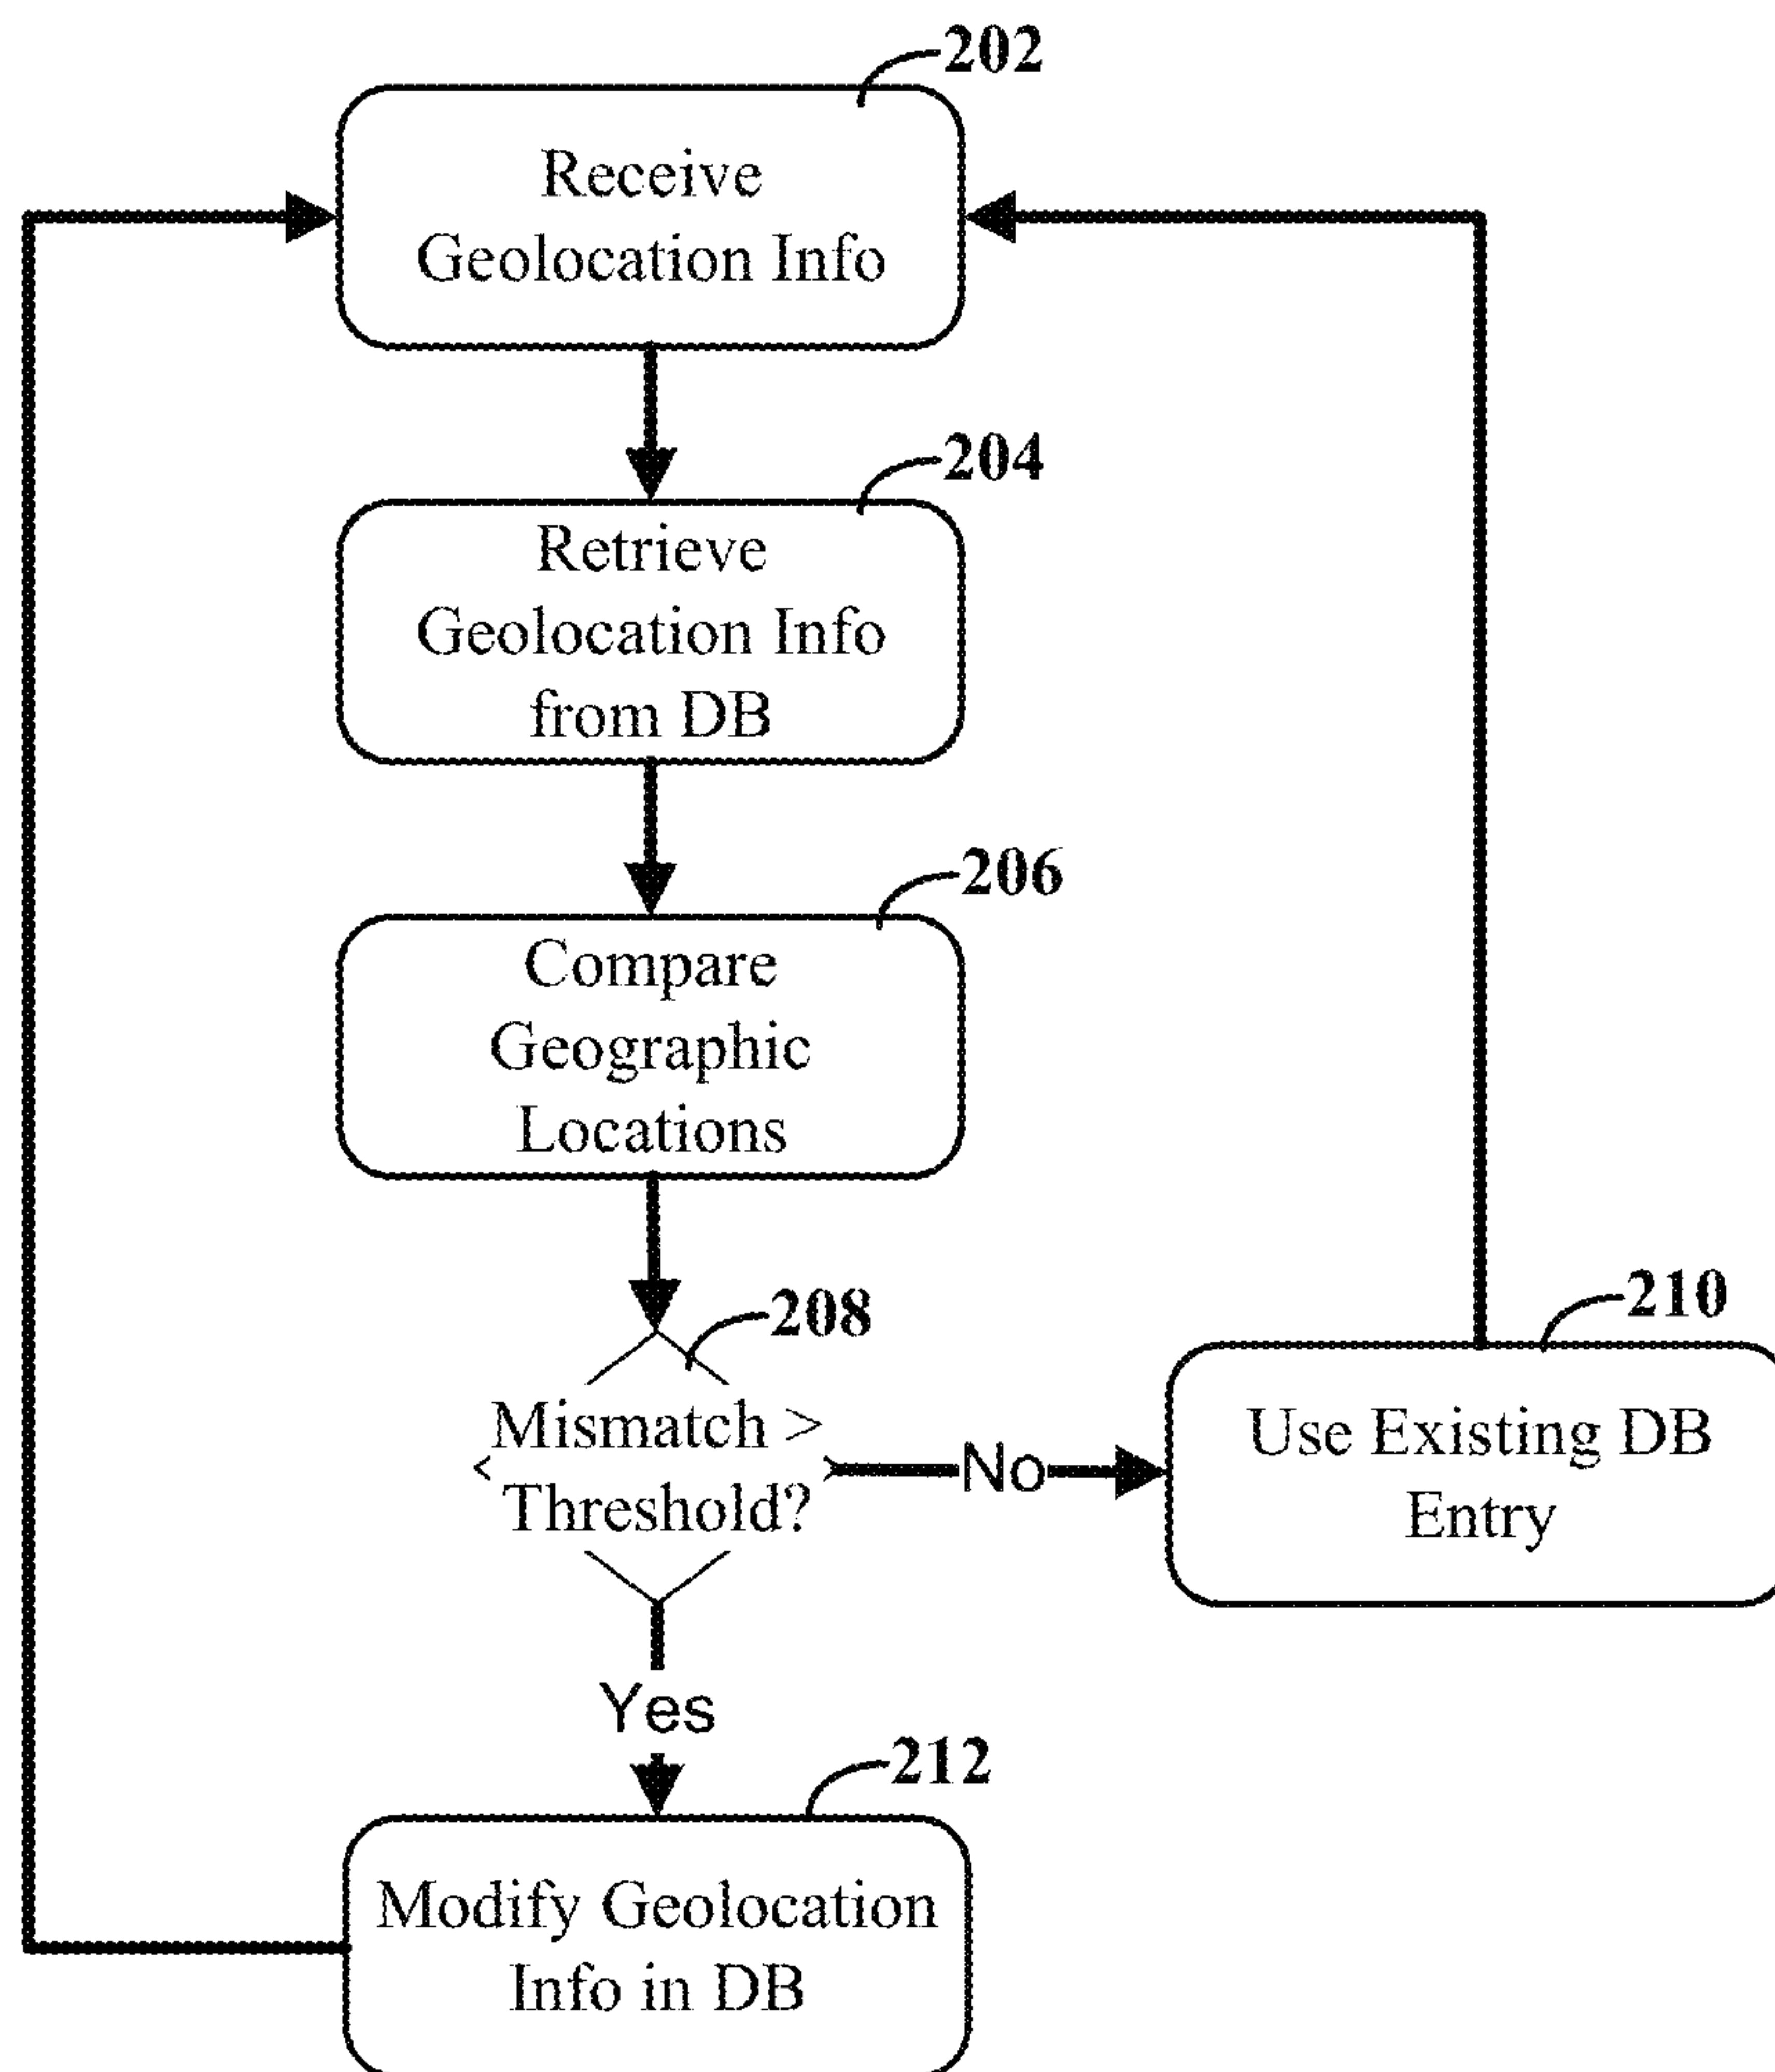 202
Receive
Geolocation Info
204
Retrieve
Geolocation Info
from DB
206
Compare
Geographic
Locations
208
Mismatch >
Threshold?
No
210
Use Existing DB
Entry
Yes
212
Modify Geolocation
Info in DB